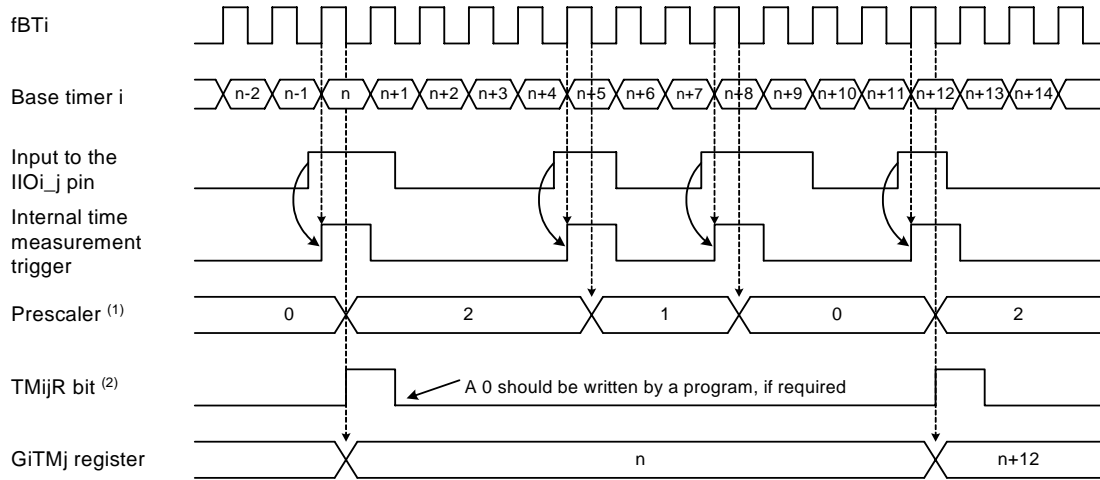 fBTi
Base timer i
n-2 n-1 n n+1 n+2 n+3 n+4 n+5 n+6 n+7 n+8 n+9 n+10 n+11 n+12 n+13 n+14
Input to the
IIOi_j pin
Internal time
measurement
trigger
Prescaler (1)
0 2 1 0 2
TMijR bit (2)
A 0 should be written by a program, if required
GiTMj register
n n+12